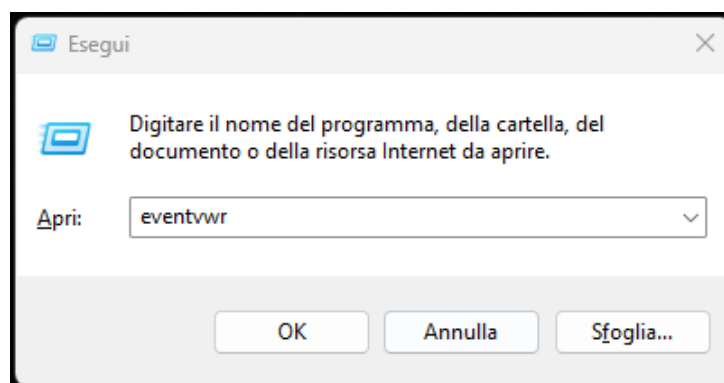 Esegui
Digitare il nome del programma, della cartella, del
documento o della risorsa Internet da aprire.
Apri: eventvwr
OK Annulla Sfoglia...